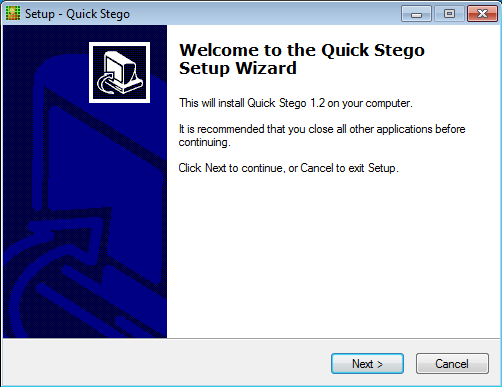 Setup - Quick Stego
Welcome to the Quick Stego
Setup Wizard
This will install Quick Stego 1.2 on your computer.
It is recommended that you close all other applications before
continuing.
Click Next to continue, or Cancel to exit Setup.
Next >
Cancel